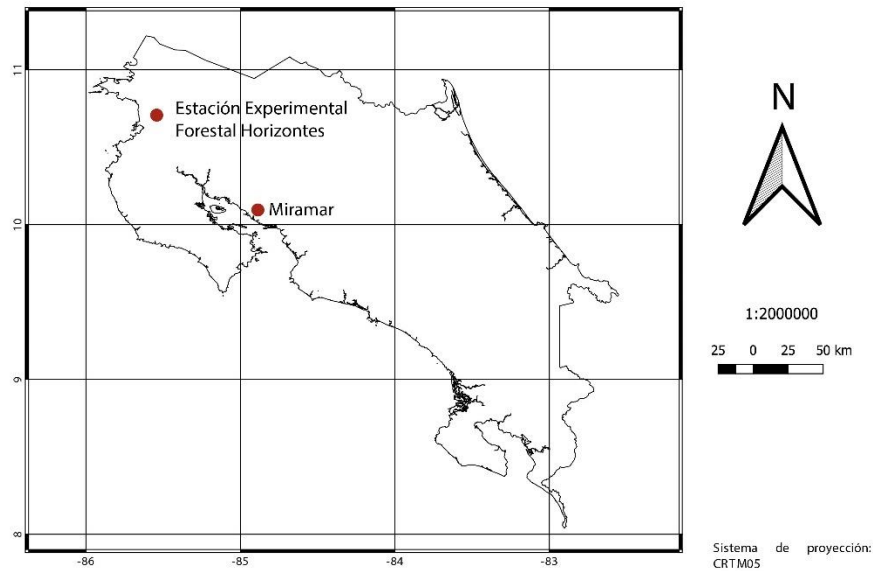 11
10
9
8
-86
-85
-84
-83
Estación Experimental
Forestal Horizontes
Miramar
N
1:2000000
25 0 25 50 km
Sistema de proyección:
CRTM05